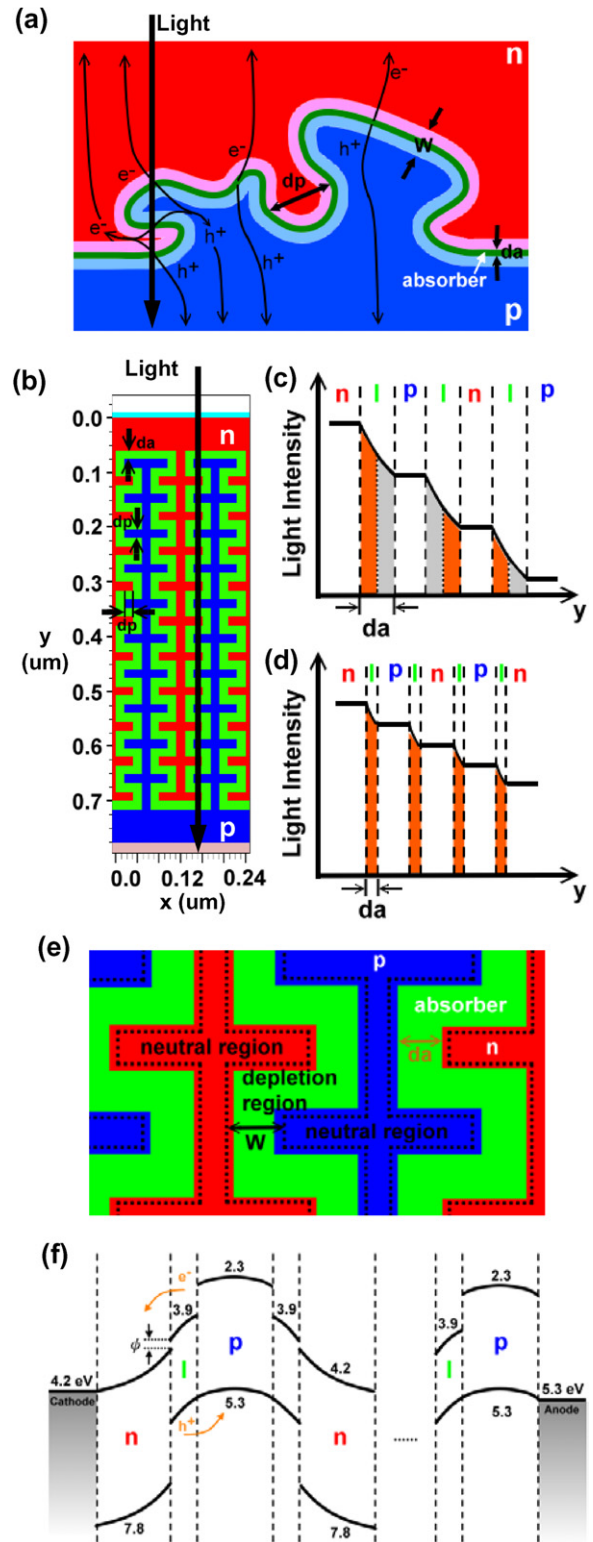 (a)
Light
n
e-
e-
e-
h+
W
dp
e-
h+
h+
h+
da
absorber
p
(b)
Light
n
da
dp
dp
0.0
0.1
0.2
0.3
0.4
0.5
0.6
0.7
y
(um)
p
0.0 0.12 0.24
x (um)
(c)
n I p I n I p
Light Intensity
da
y
(d)
n I p I n I p I n
Light Intensity
da
y
(e)
p
absorber
neutral region
da
n
depletion
region
W
neutral region
(f)
e-
2.3
2.3
3.9
3.9
3.9
ϕ
p
p
4.2 eV
I
4.2
I
5.3 eV
Cathode
5.3
5.3
Anode
h+
n
n
......
7.8
7.8